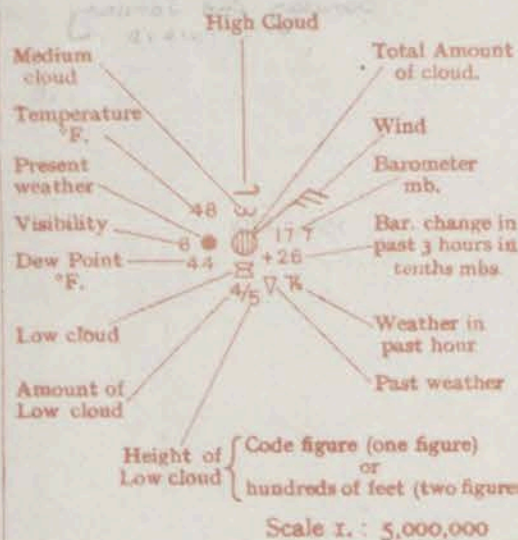 High Cloud
Medium
cloud
Total Amount
of cloud.
Temperature
°F.
Wind
Present
weather
Barometer
mb.
48
Visibility
6
177
Bar. change in
past 3 hours in
tenths mbs.
+26
Dew Point
°F.
44
4/5
Low cloud
Weather in
past hour
Amount of
Low cloud
Past weather
Height of
Low cloud
Code figure (one figure)
or
hundreds of feet (two figures
Scale 1. : 5,000,000